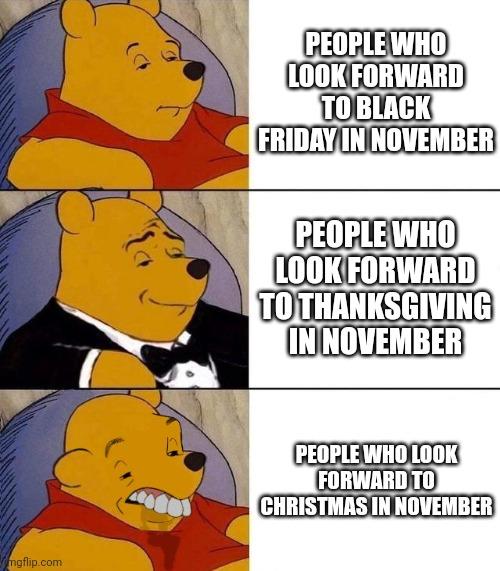 PEOPLE WHO
LOOK FORWARD
TO BLACK
FRIDAY IN NOVEMBER
PEOPLE WHO
LOOK FORWARD
TO THANKSGIVING
IN NOVEMBER
PEOPLE WHO LOOK
FORWARD TO
CHRISTMAS IN NOVEMBER
imgflip.com